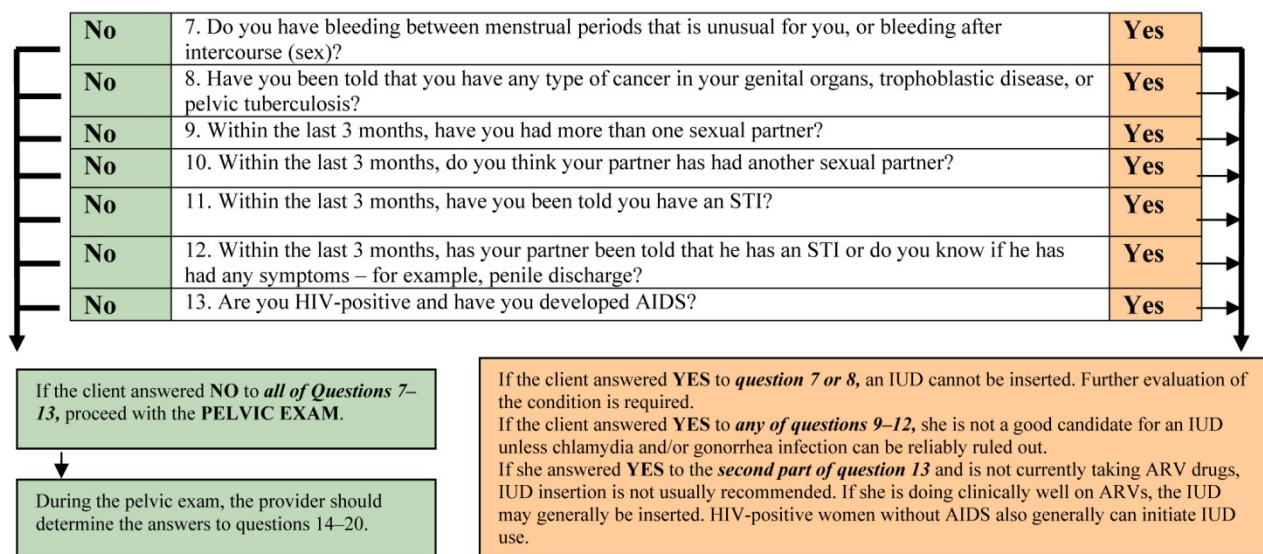 No 7. Do you have bleeding between menstrual periods that is unusual for you, or bleeding after Yes
intercourse (sex)?
No 8. Have you been told that you have any type of cancer in your genital organs, trophoblastic disease, or Yes
pelvic tuberculosis?
No 9. Within the last 3 months, have you had more than one sexual partner? Yes
No 10. Within the last 3 months, do you think your partner has had another sexual partner? Yes
No 11. Within the last 3 months, have you been told you have an STI? Yes
No 12. Within the last 3 months, has your partner been told that he has an STI or do you know if he has Yes
had any symptoms – for example, penile discharge?
No 13. Are you HIV-positive and have you developed AIDS? Yes
If the client answered NO to all of Questions 7–
13, proceed with the PELVIC EXAM.
During the pelvic exam, the provider should
determine the answers to questions 14–20.
If the client answered YES to question 7 or 8, an IUD cannot be inserted. Further evaluation of
the condition is required.
If the client answered YES to any of questions 9–12, she is not a good candidate for an IUD
unless chlamydia and/or gonorrhea infection can be reliably ruled out.
If she answered YES to the second part of question 13 and is not currently taking ARV drugs,
IUD insertion is not usually recommended. If she is doing clinically well on ARVs, the IUD
may generally be inserted. HIV-positive women without AIDS also generally can initiate IUD
use.